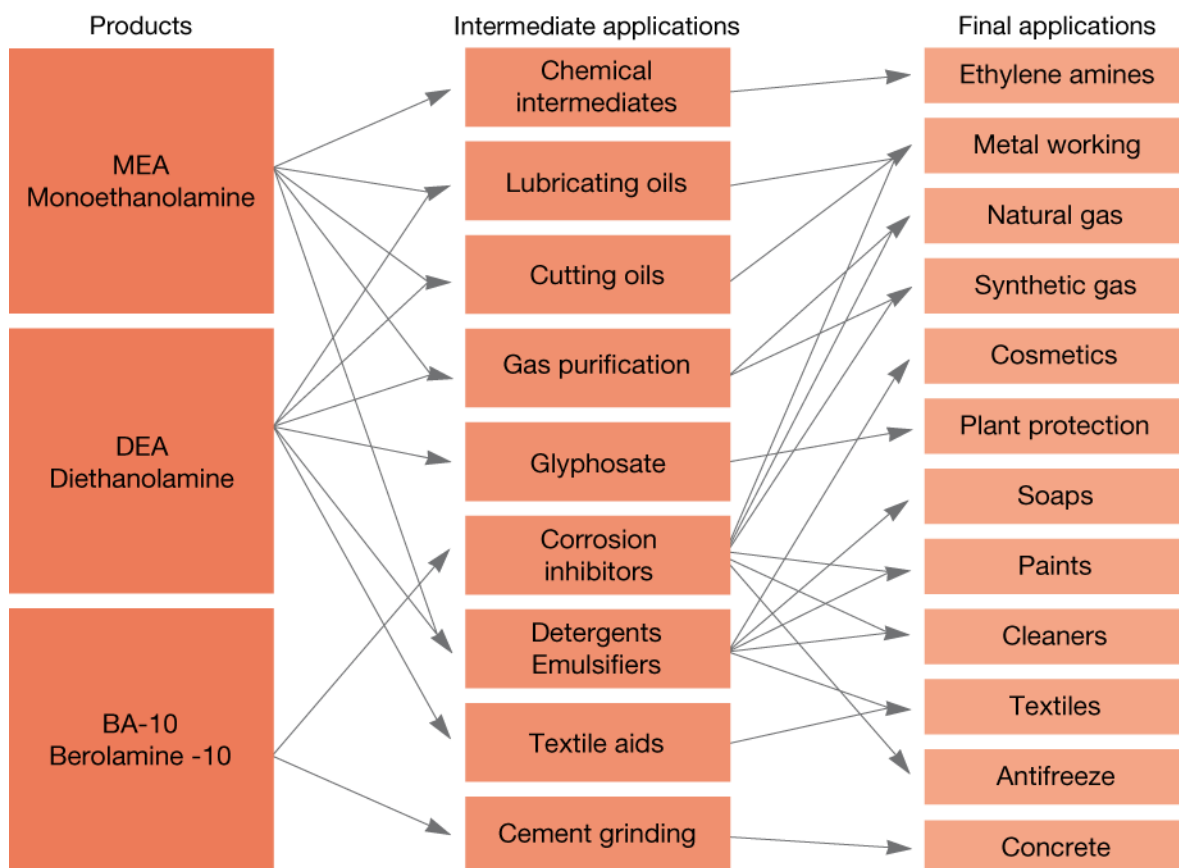 Products
MEA
Monoethanolamine
DEA
Diethanolamine
BA-10
Berolamine -10
Intermediate applications
Chemical
intermediates
Lubricating oils
Cutting oils
Gas purification
Glyphosate
Corrosion
inhibitors
Detergents
Emulsifiers
Textile aids
Cement grinding
Final applications
Ethylene amines
Metal working
Natural gas
Synthetic gas
Cosmetics
Plant protection
Soaps
Paints
Cleaners
Textiles
Antifreeze
Concrete